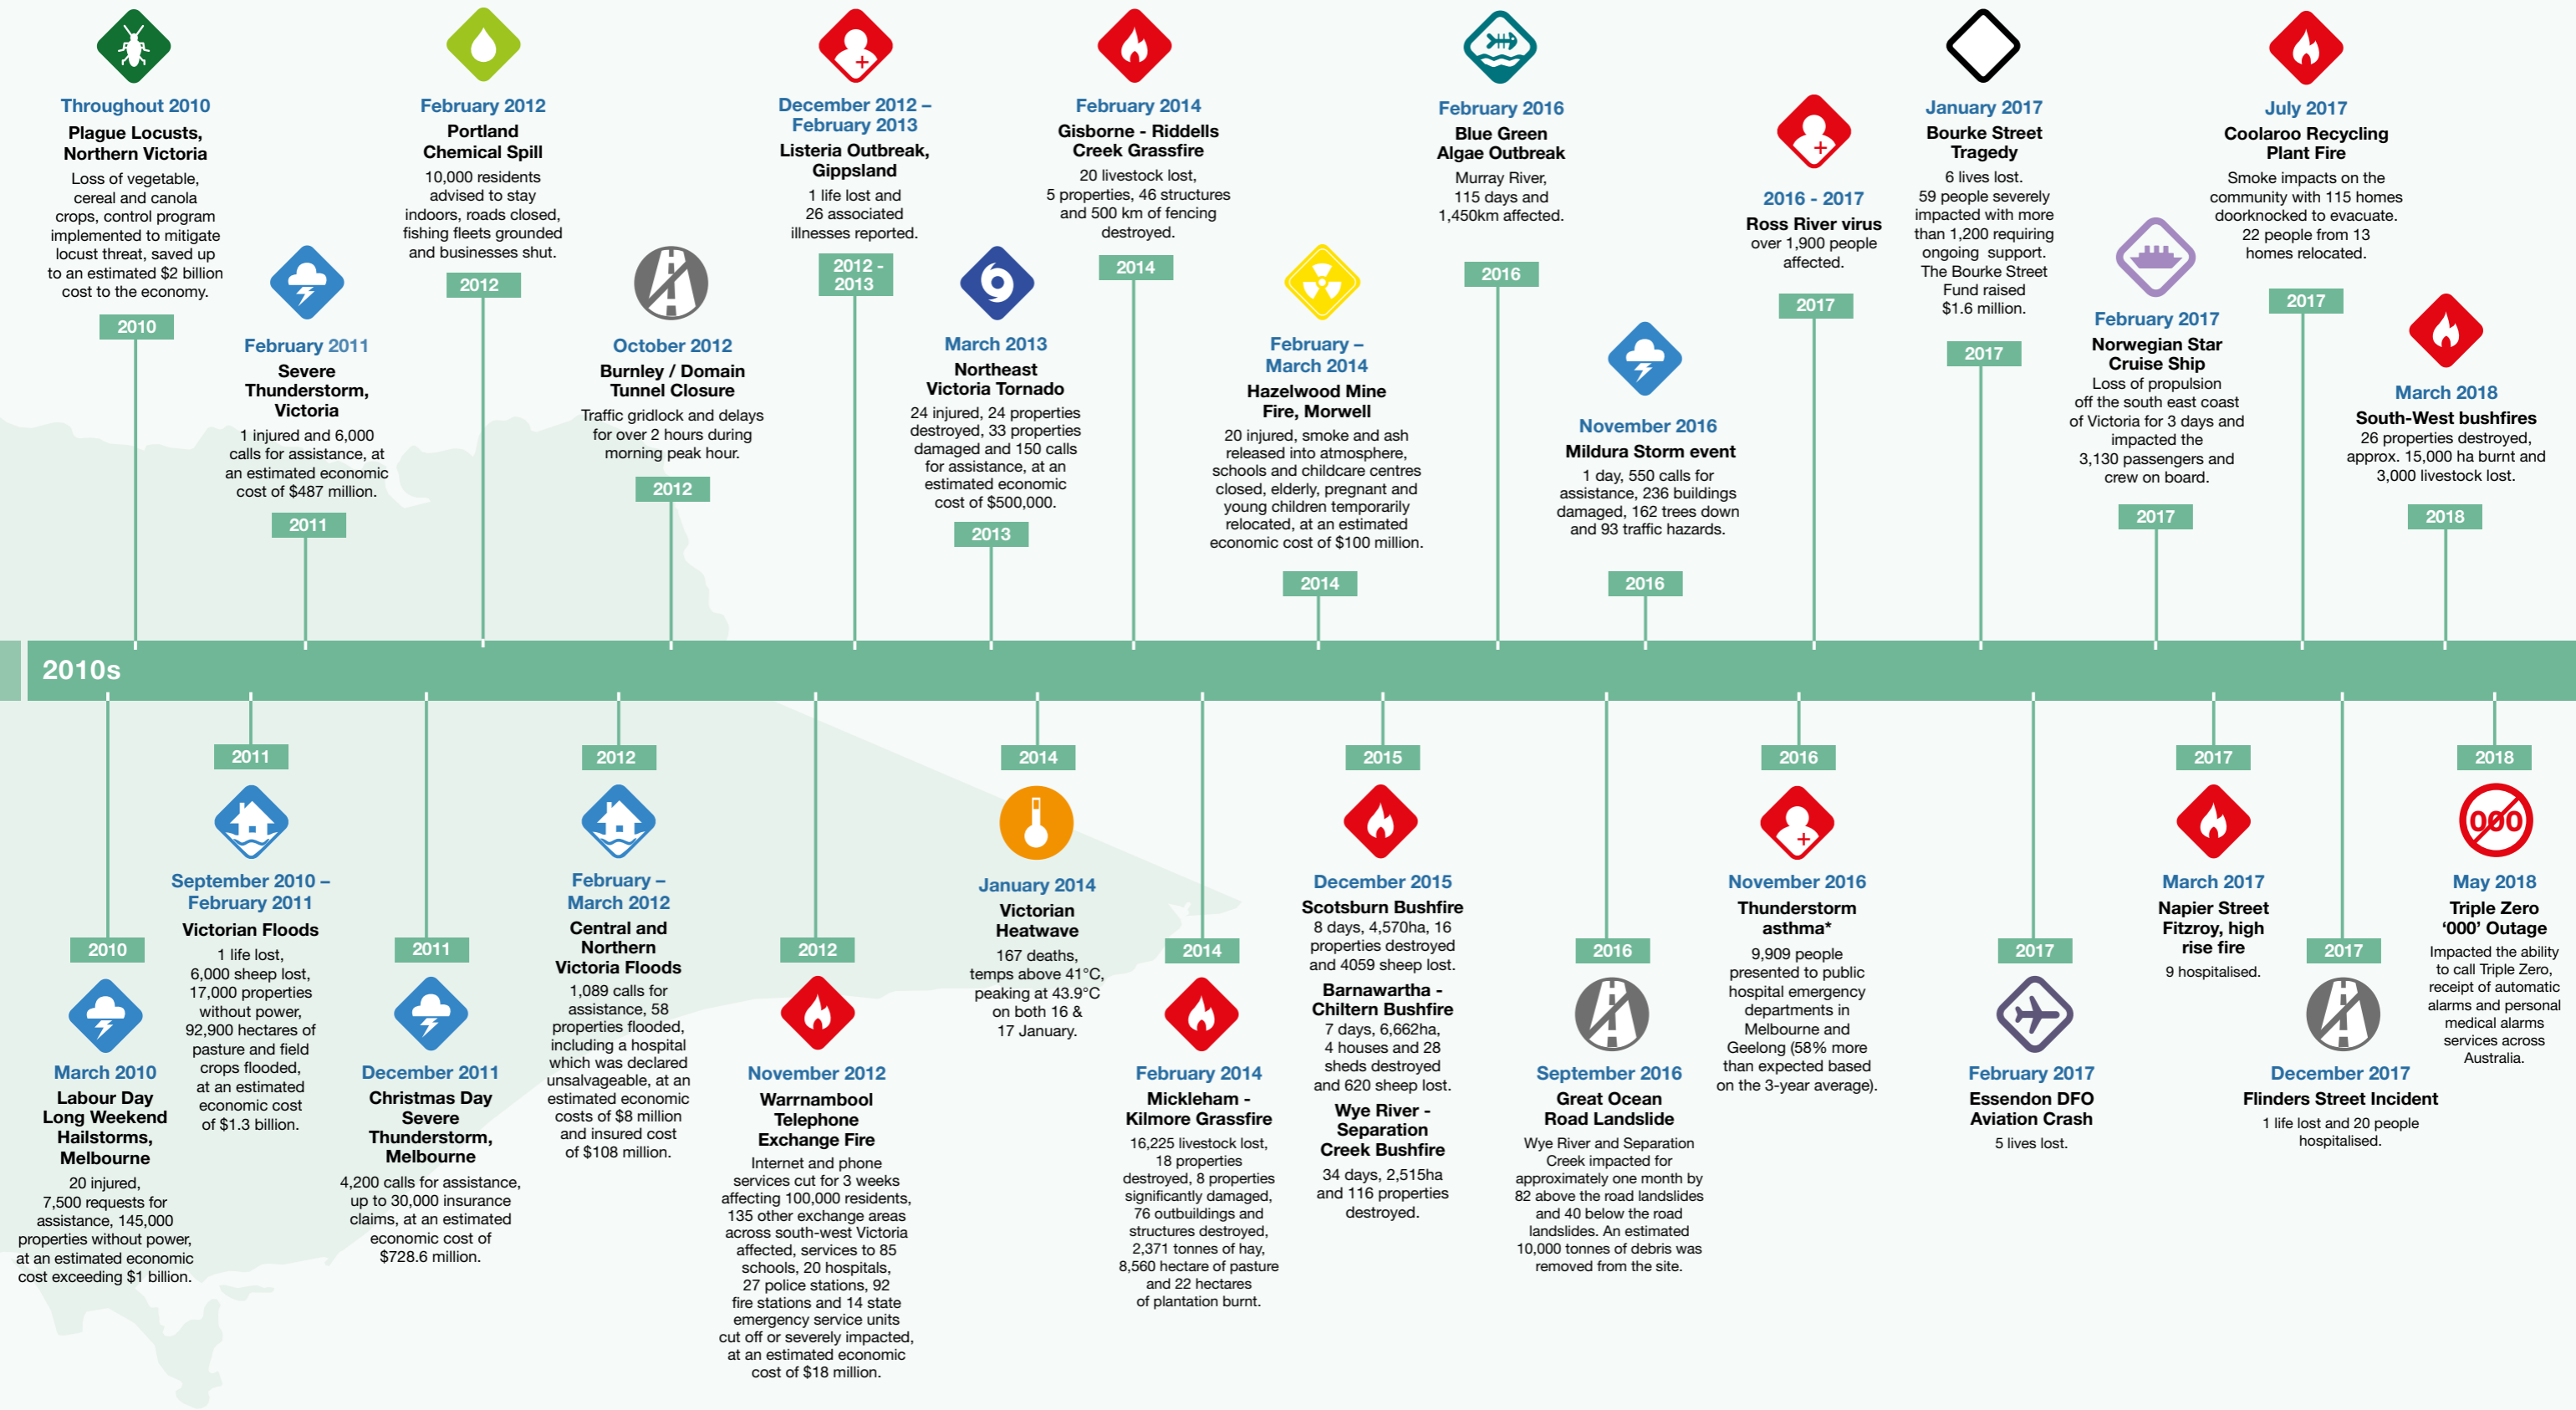 Throughout 2010
Plague Locusts,
Northern Victoria
Loss of vegetable,
cereal and canola
crops, control program
implemented to mitigate
locust threat, saved up
to an estimated $2 billion
cost to the economy.
2010
February 2011
Severe
Thunderstorm,
Victoria
1 injured and 6,000
calls for assistance, at
an estimated economic
cost of $487 million.
2011
February 2012
Portland
Chemical Spill
10,000 residents
advised to stay
indoors, roads closed,
fishing fleets grounded
and businesses shut.
2012
October 2012
Burnley / Domain
Tunnel Closure
Traffic gridlock and delays
for over 2 hours during
morning peak hour.
2012
December 2012 –
February 2013
Listeria Outbreak,
Gippsland
1 life lost and
26 associated
illnesses reported.
2012 -
2013
March 2013
Northeast
Victoria Tornado
24 injured, 24 properties
destroyed, 33 properties
damaged and 150 calls
for assistance, at an
estimated economic
cost of $500,000.
2013
February 2014
Gisborne - Riddells
Creek Grassfire
20 livestock lost,
5 properties, 46 structures
and 500 km of fencing
destroyed.
2014
February –
March 2014
Hazelwood Mine
Fire, Morwell
20 injured, smoke and ash
released into atmosphere,
schools and childcare centres
closed, elderly, pregnant and
young children temporarily
relocated, at an estimated
economic cost of $100 million.
2014
February 2016
Blue Green
Algae Outbreak
Murray River,
115 days and
1,450km affected.
2016
November 2016
Mildura Storm event
1 day, 550 calls for
assistance, 236 buildings
damaged, 162 trees down
and 93 traffic hazards.
2016
2016 - 2017
Ross River virus
over 1,900 people
affected.
2017
January 2017
Bourke Street
Tragedy
6 lives lost.
59 people severely
impacted with more
than 1,200 requiring
ongoing support.
The Bourke Street
Fund raised
$1.6 million.
2017
February 2017
Norwegian Star
Cruise Ship
Loss of propulsion
off the south east coast
of Victoria for 3 days and
impacted the
3,130 passengers and
crew on board.
2017
July 2017
Coolaroo Recycling
Plant Fire
Smoke impacts on the
community with 115 homes
doorknocked to evacuate.
22 people from 13
homes relocated.
2017
March 2018
South-West bushfires
26 properties destroyed,
approx. 15,000 ha burnt and
3,000 livestock lost.
2018
2010s
2010
March 2010
Labour Day
Long Weekend
Hailstorms,
Melbourne
20 injured,
7,500 requests for
assistance, 145,000
properties without power,
at an estimated economic
cost exceeding $1 billion.
2011
September 2010 –
February 2011
Victorian Floods
1 life lost,
6,000 sheep lost,
17,000 properties
without power,
92,900 hectares of
pasture and field
crops flooded,
at an estimated
economic cost
of $1.3 billion.
2011
December 2011
Christmas Day
Severe
Thunderstorm,
Melbourne
4,200 calls for assistance,
up to 30,000 insurance
claims, at an estimated
economic cost of
$728.6 million.
2012
February –
March 2012
Central and
Northern
Victoria Floods
1,089 calls for
assistance, 58
properties flooded,
including a hospital
which was declared
unsalvageable, at an
estimated economic
costs of $8 million
and insured cost
of $108 million.
2012
November 2012
Warrnambool
Telephone
Exchange Fire
Internet and phone
services cut for 3 weeks
affecting 100,000 residents,
135 other exchange areas
across south-west Victoria
affected, services to 85
schools, 20 hospitals,
27 police stations, 92
fire stations and 14 state
emergency service units
cut off or severely impacted,
at an estimated economic
cost of $18 million.
2014
January 2014
Victorian
Heatwave
167 deaths,
temps above 41°C,
peaking at 43.9°C
on both 16 &
17 January.
2014
February 2014
Mickleham -
Kilmore Grassfire
16,225 livestock lost,
18 properties
destroyed, 8 properties
significantly damaged,
76 outbuildings and
structures destroyed,
2,371 tonnes of hay,
8,560 hectare of pasture
and 22 hectares
of plantation burnt.
2015
December 2015
Scotsburn Bushfire
8 days, 4,570ha, 16
properties destroyed
and 4059 sheep lost.
Barnawartha -
Chiltern Bushfire
7 days, 6,662ha,
4 houses and 28
sheds destroyed
and 620 sheep lost.
Wye River -
Separation
Creek Bushfire
34 days, 2,515ha
and 116 properties
destroyed.
2016
September 2016
Great Ocean
Road Landslide
Wye River and Separation
Creek impacted for
approximately one month by
82 above the road landslides
and 40 below the road
landslides. An estimated
10,000 tonnes of debris was
removed from the site.
2016
November 2016
Thunderstorm
asthma*
9,909 people
presented to public
hospital emergency
departments in
Melbourne and
Geelong (58% more
than expected based
on the 3-year average).
2017
February 2017
Essendon DFO
Aviation Crash
5 lives lost.
2017
March 2017
Napier Street
Fitzroy, high
rise fire
9 hospitalised.
2017
December 2017
Flinders Street Incident
1 life lost and 20 people
hospitalised.
2018
000
May 2018
Triple Zero
‘000’ Outage
Impacted the ability
to call Triple Zero,
receipt of automatic
alarms and personal
medical alarms
services across
Australia.